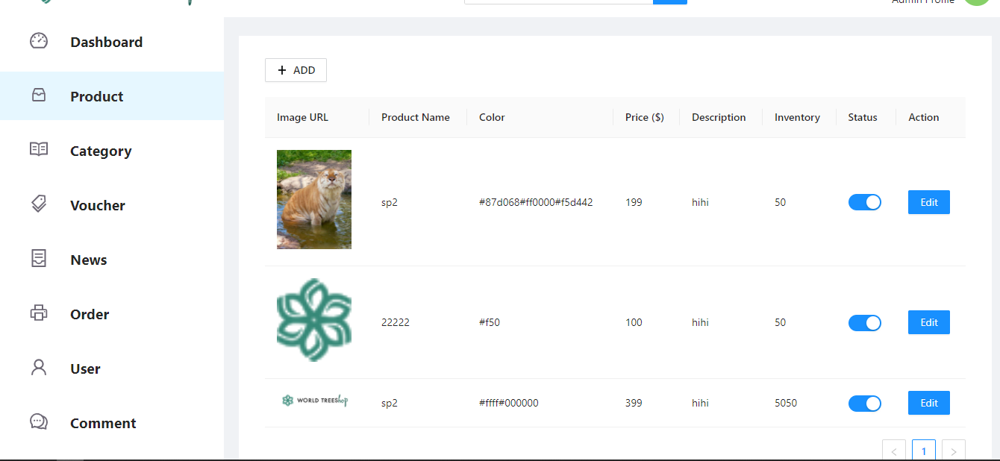 Admin Profile
Dashboard
Product
Category
Voucher
News
Order
User
Comment
+ ADD
Image URL Product Name Color Price ($) Description Inventory Status Action
sp2 #87d068#ff0000#f5d442 199 hihi 50 Edit
22222 #f50 100 hihi 50 Edit
WORLD TREEShop sp2 #ffff#000000 399 hihi 5050 Edit
< 1 >